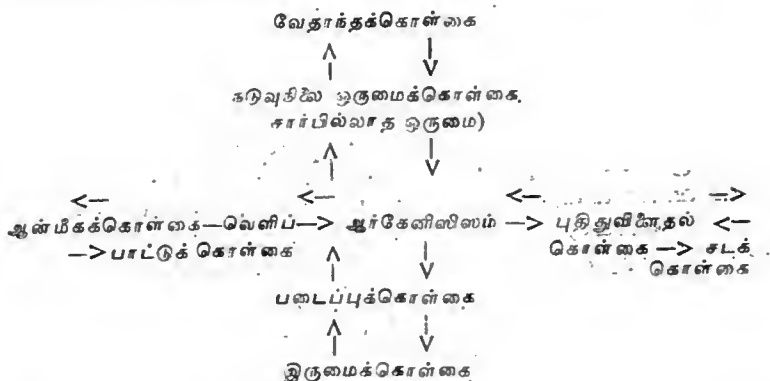 வேதாந்தக்கொள்கை
நடுவுநிலை ஒருமைக்கொள்கை.
சார்பில்லாத ஒருமை)
ஆன்மீகக்கொள்கை—வெளிப்—> ஆர்கேனிஸிஸம் —> புதிதுவிளைதல் <—
—> பாட்டுக் கொள்கை கொள்கை —> சடக்
கொள்கை
படைப்புக்கொள்கை
இருமைக்கொள்கை